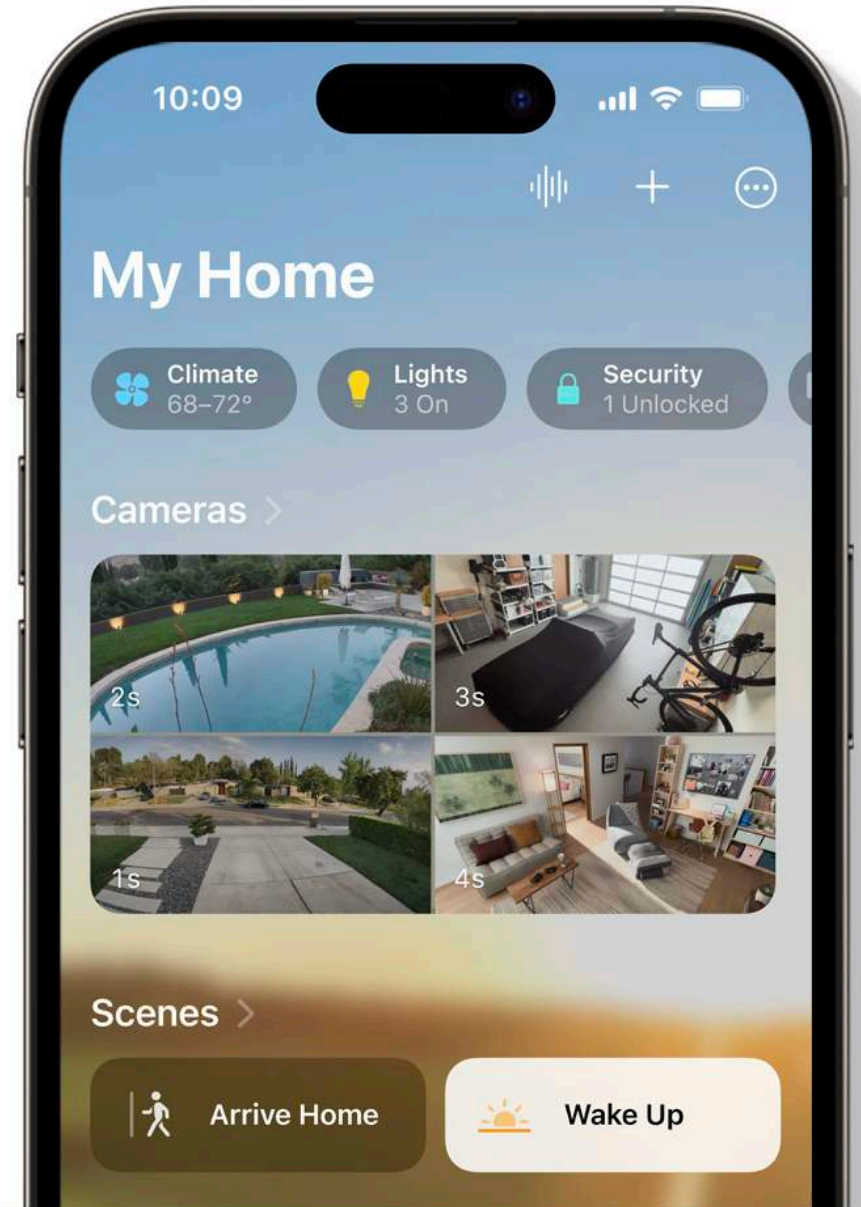 10:09
My Home
Climate
68–72°
Lights
3 On
Security
1 Unlocked
Cameras
2s
3s
1s
4s
Scenes
Arrive Home
Wake Up